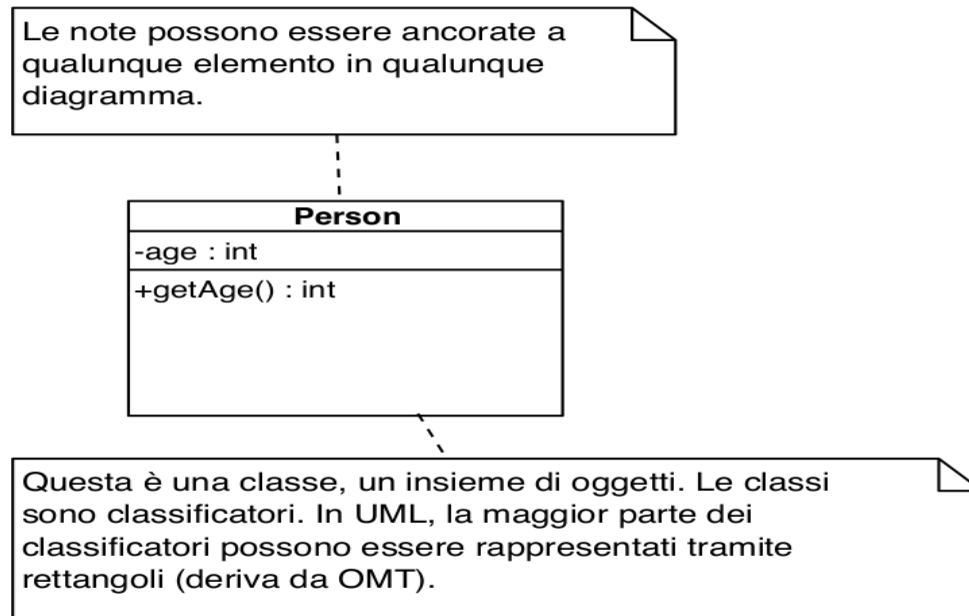 Le note possono essere ancorate a
qualunque elemento in qualunque
diagramma.
Person
-age : int
+getAge() : int
Questa è una classe, un insieme di oggetti. Le classi
sono classificatori. In UML, la maggior parte dei
classificatori possono essere rappresentati tramite
rettangoli (deriva da OMT).